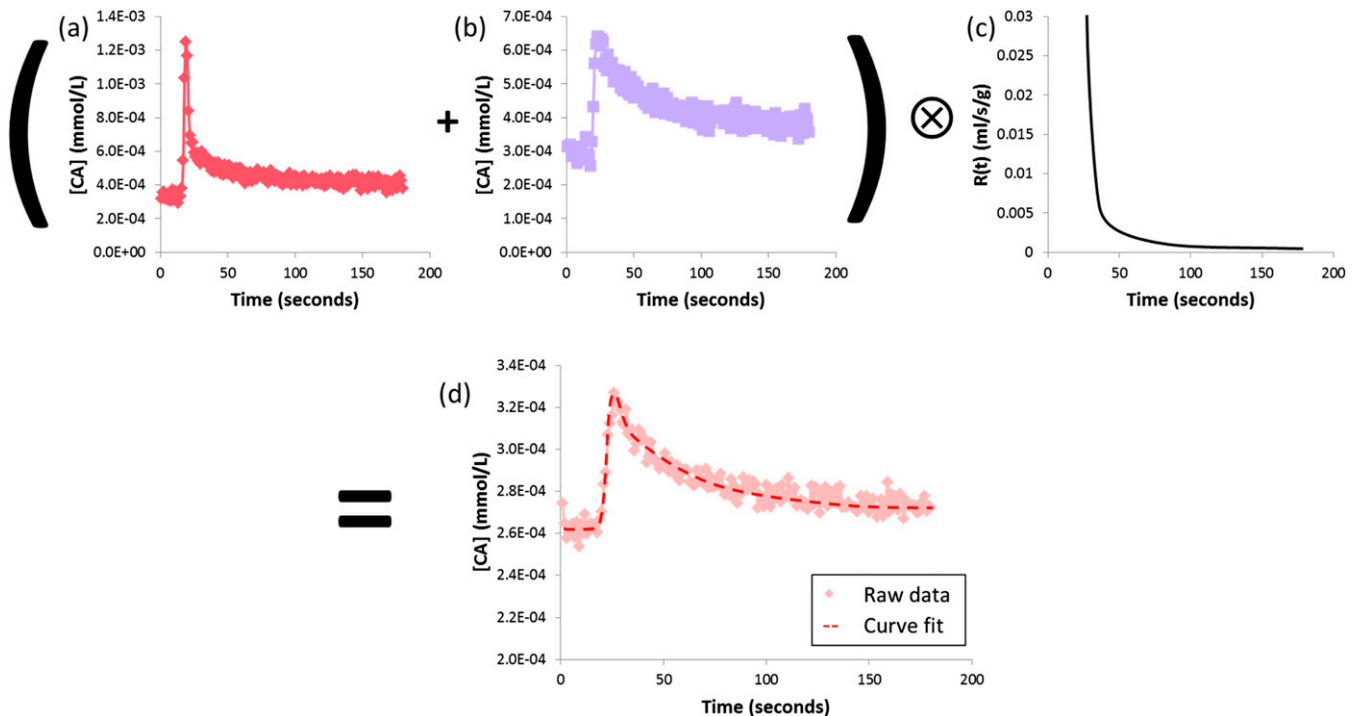 (a)
[CA] (mmol/L)
1.4E-03
1.2E-03
1.0E-03
8.0E-04
6.0E-04
4.0E-04
2.0E-04
0.0E+00
0 50 100 150 200
Time (seconds)
+
(b)
[CA] (mmol/L)
7.0E-04
6.0E-04
5.0E-04
4.0E-04
3.0E-04
2.0E-04
1.0E-04
0.0E+00
0 50 100 150 200
Time (seconds)
⊗
(c)
R(t) (ml/s/g)
0.03
0.025
0.02
0.015
0.01
0.005
0
0 50 100 150 200
Time (seconds)
=
(d)
[CA] (mmol/L)
3.4E-04
3.2E-04
3.0E-04
2.8E-04
2.6E-04
2.4E-04
2.2E-04
2.0E-04
0 50 100 150 200
Time (seconds)
Raw data
Curve fit